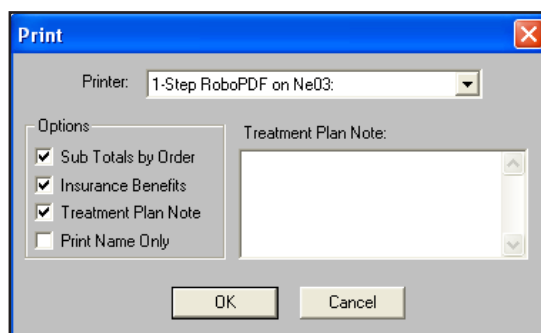 Print
Printer: 1-Step RoboPDF on Ne03:
Options
Sub Totals by Order
Insurance Benefits
Treatment Plan Note
Print Name Only
Treatment Plan Note:
OK Cancel